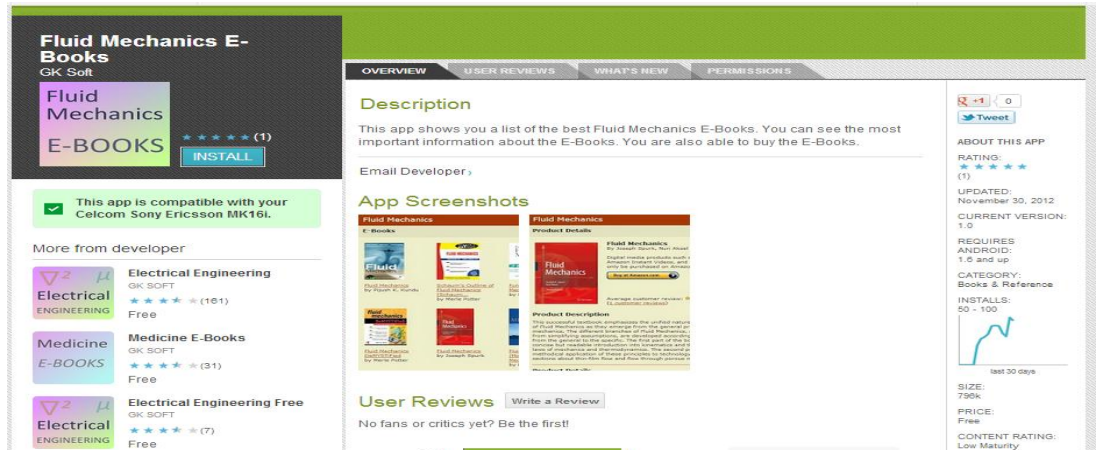 Fluid Mechanics E-
Books
GK Soft
Fluid
Mechanics
E-BOOKS
(1)
INSTALL
This app is compatible with your
Celcom Sony Ericsson MK16i.
More from developer
Electrical
ENGINEERING
Electrical Engineering
GK SOFT
(161)
Free
Medicine
E-BOOKS
Medicine E-Books
GK SOFT
(31)
Free
Electrical
ENGINEERING
Electrical Engineering Free
GK SOFT
(7)
Free
OVERVIEW
USER REVIEWS
WHAT'S NEW
PERMISSIONS
Description
This app shows you a list of the best Fluid Mechanics E-Books. You can see the most
important information about the E-Books. You are also able to buy the E-Books.
Email Developer ›
App Screenshots
Fluid Mechanics
E-Books
Fluid Mechanics
Product Details
Fluid Mechanics
Buy at Amazon.com
Product Description
User Reviews
Write a Review
No fans or critics yet? Be the first!
+1
0
Tweet
ABOUT THIS APP
RATING:
(1)
UPDATED:
November 30, 2012
CURRENT VERSION:
1.0
REQUIRES
ANDROID:
1.6 and up
CATEGORY:
Books & Reference
INSTALLS:
50 - 100
last 30 days
SIZE:
796k
PRICE:
Free
CONTENT RATING:
Low Maturity